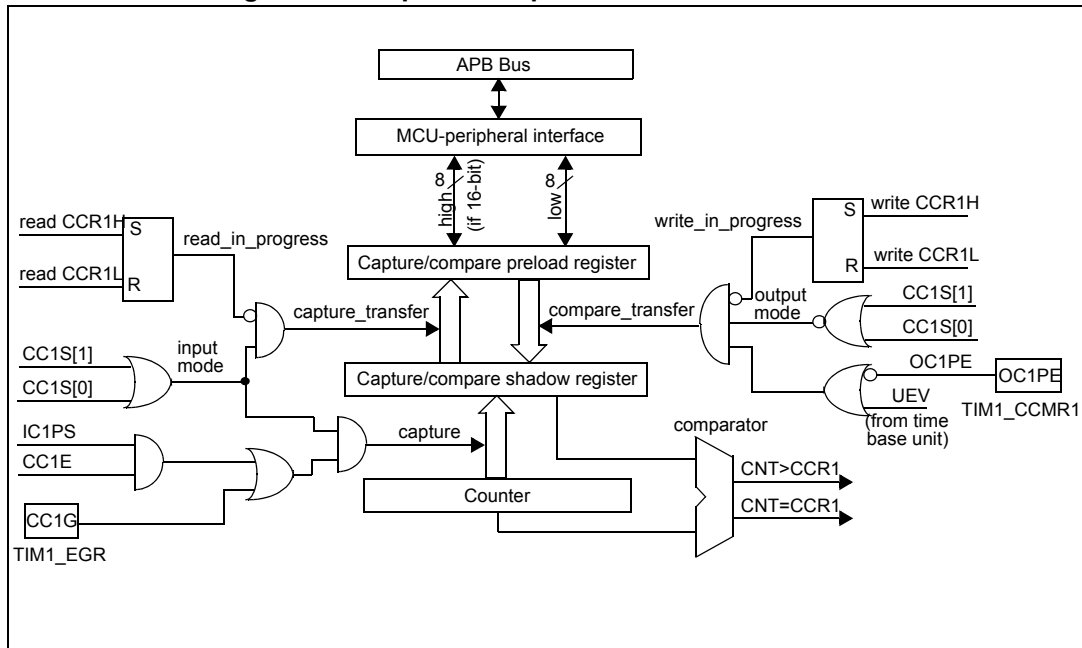 APB Bus
MCU-peripheral interface
8
high
(if 16-bit)
8
low
read CCR1H
S
read_in_progress
read CCR1L
R
write_in_progress
S
write CCR1H
R
write CCR1L
Capture/compare preload register
capture_transfer
compare_transfer
output
mode
CC1S[1]
CC1S[0]
CC1S[1]
input
mode
CC1S[0]
Capture/compare shadow register
OC1PE
OC1PE
UEV
TIM1_CCMR1
(from time
base unit)
IC1PS
CC1E
capture
comparator
CNT>CCR1
Counter
CNT=CCR1
CC1G
TIM1_EGR